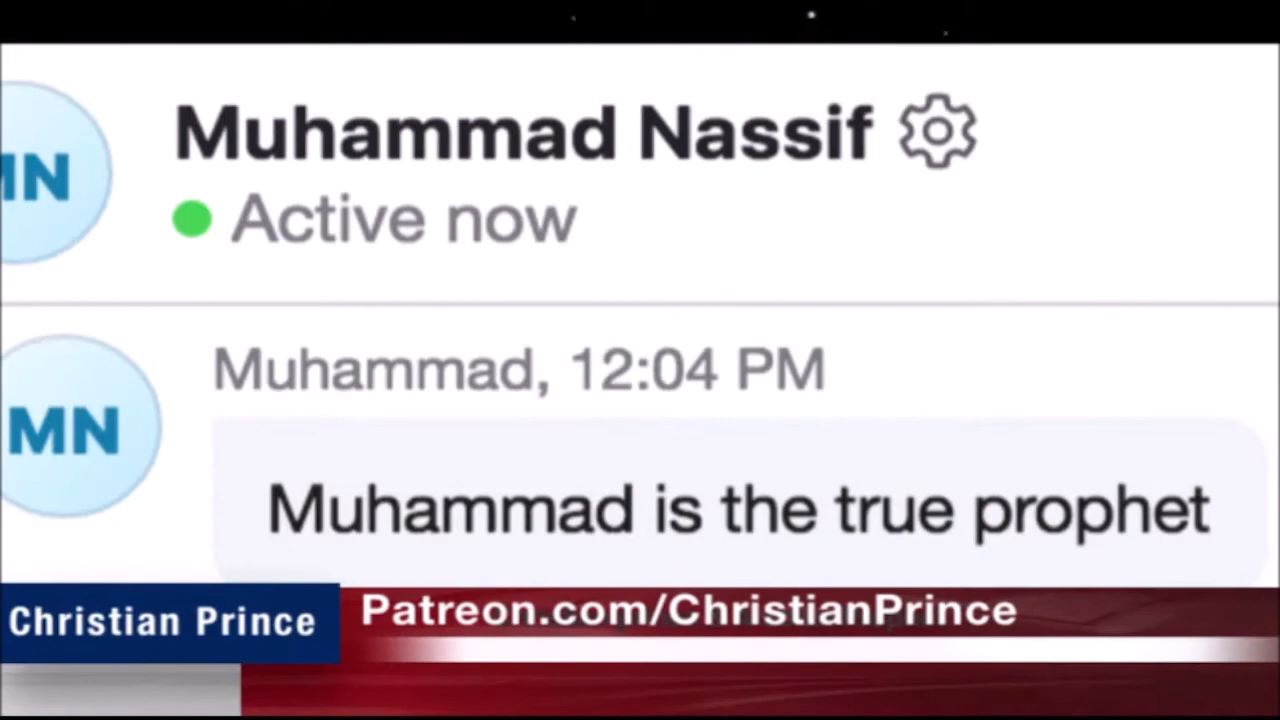 MN
Muhammad Nassif
Active now
Muhammad, 12:04 PM
MN
Muhammad is the true prophet
Christian Prince
Patreon.com/ChristianPrince